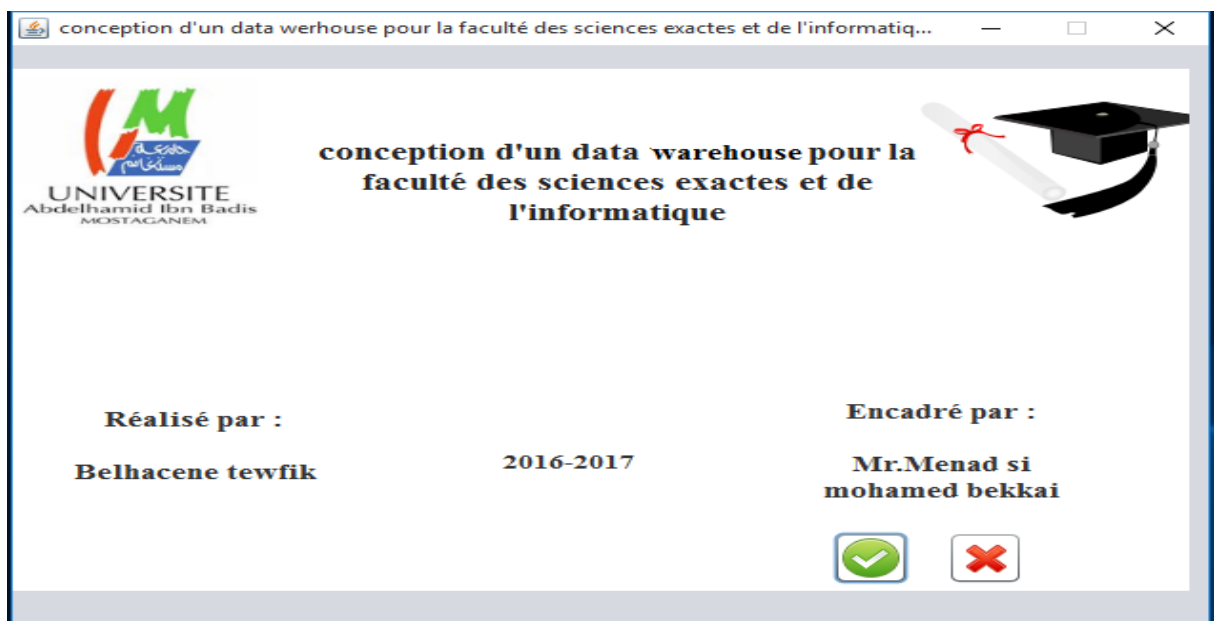 conception d'un data werhouse pour la faculté des sciences exactes et de l'informatiq...
جامعة
مستغانم
UNIVERSITE
Abdelhamid Ibn Badis
MOSTAGANEM
conception d'un data warehouse pour la
faculté des sciences exactes et de
l'informatique
Réalisé par :
Belhacene tewfik
2016-2017
Encadré par :
Mr.Menad si
mohamed bekkai